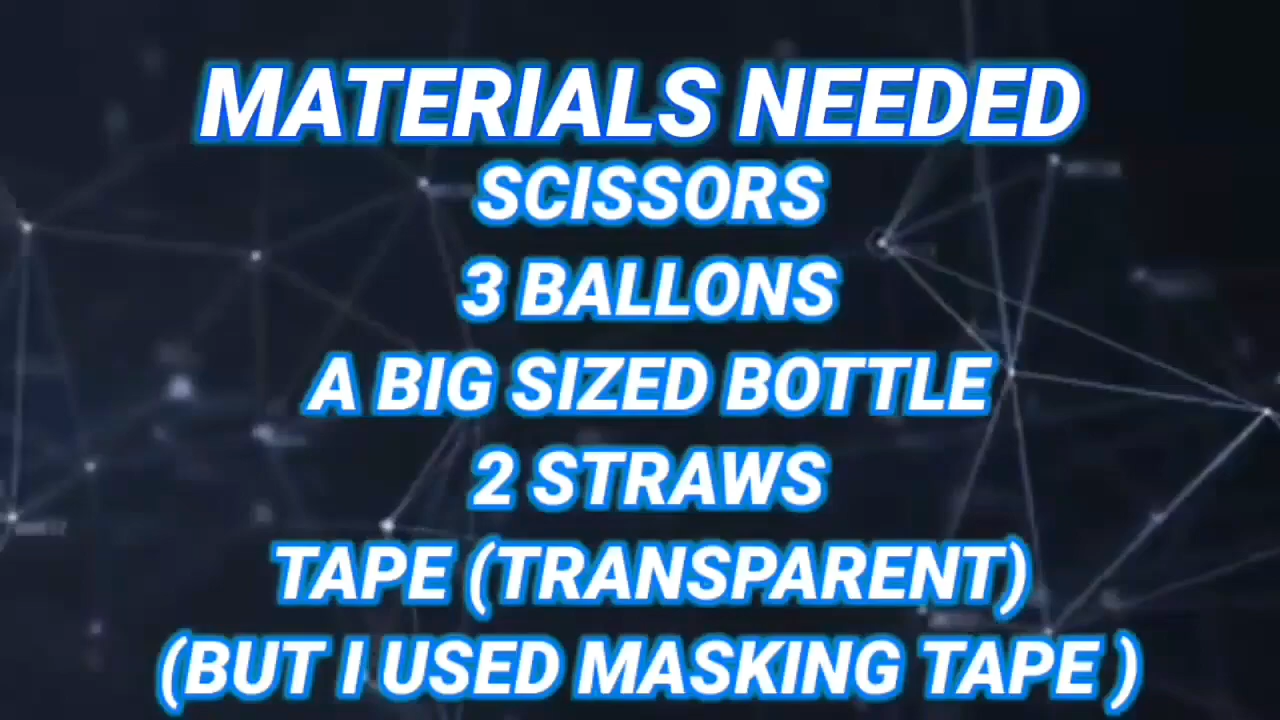 MATERIALS NEEDED
SCISSORS
3 BALLONS
A BIG SIZED BOTTLE
2 STRAWS
TAPE (TRANSPARENT)
(BUT I USED MASKING TAPE )